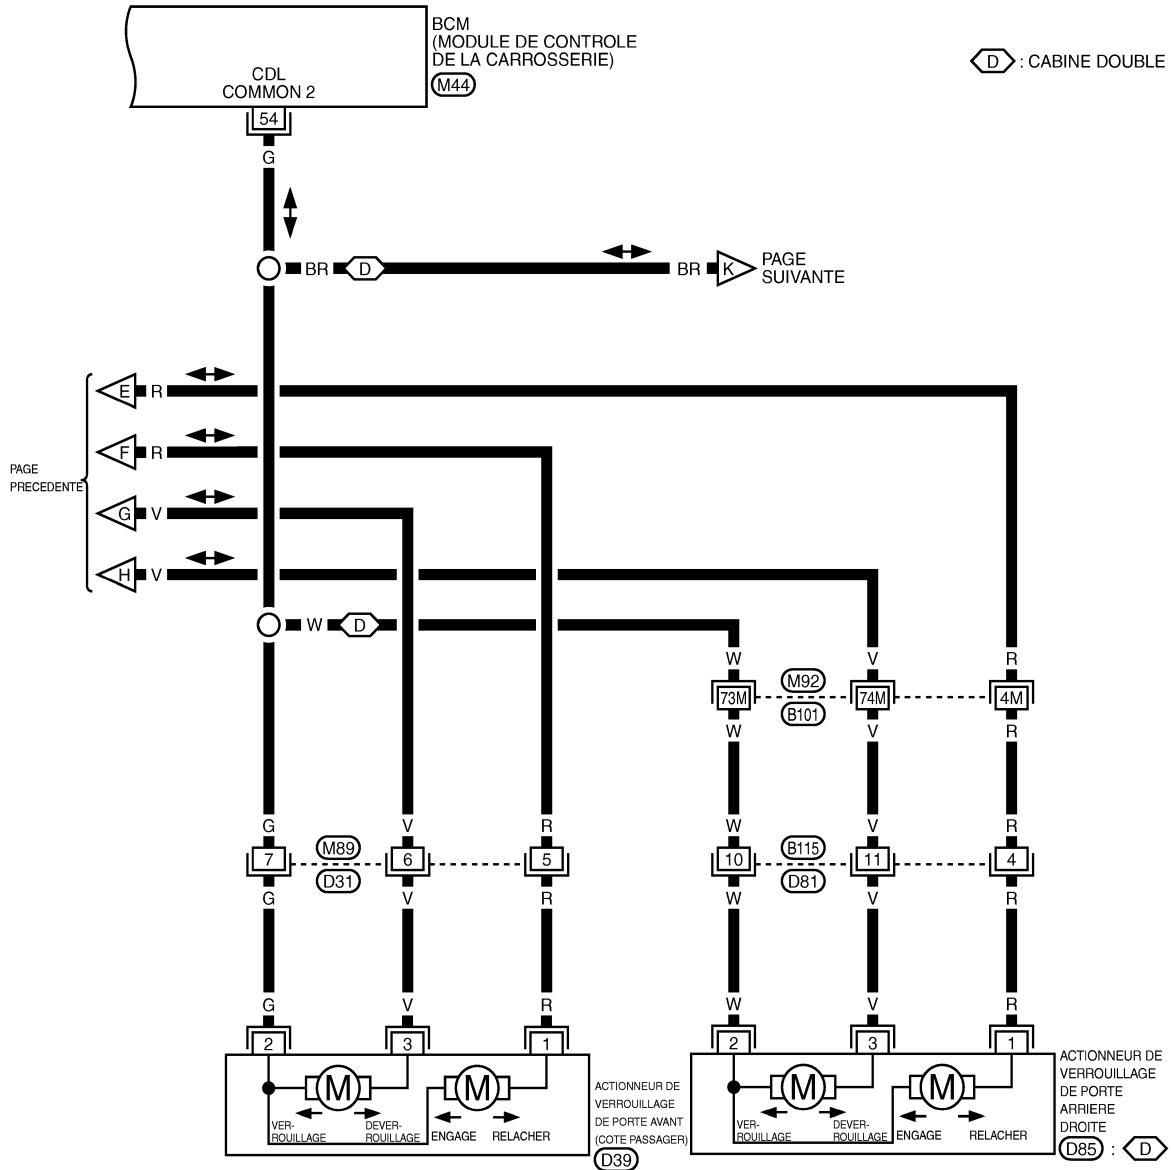 BCM
(MODULE DE CONTROLE
DE LA CARROSSERIE)
M44
D : CABINE DOUBLE
CDL
COMMON 2
54
G
BR D BR K PAGE
SUIVANTE
E R
F R
PAGE
PRECEDENTE
G V
H V
W D
W V R
M92
73M 74M 4M
B101
W V R
G V R W V R
M89 B115
7 6 5 10 11 4
D31 D81
G V R W V R
G V R W V R
2 3 1 2 3 1
M M M M
ACTIONNEUR DE
VERROUILLAGE
DE PORTE AVANT
(COTE PASSAGER)
D39
VER-
ROUILLAGE
DEVER-
ROUILLAGE
ENGAGE RELACHER
ACTIONNEUR DE
VERROUILLAGE
DE PORTE
ARRIERE
DROITE
D85 : D
VER-
ROUILLAGE
DEVER-
ROUILLAGE
ENGAGE RELACHER